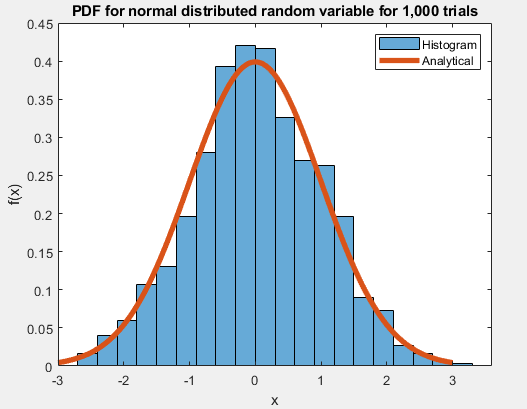 PDF for normal distributed random variable for 1,000 trials
0.45
0.4
0.35
0.3
0.25
0.2
0.15
0.1
0.05
0
f(x)
Histogram
Analytical
-3 -2 -1 0 1 2 3
x